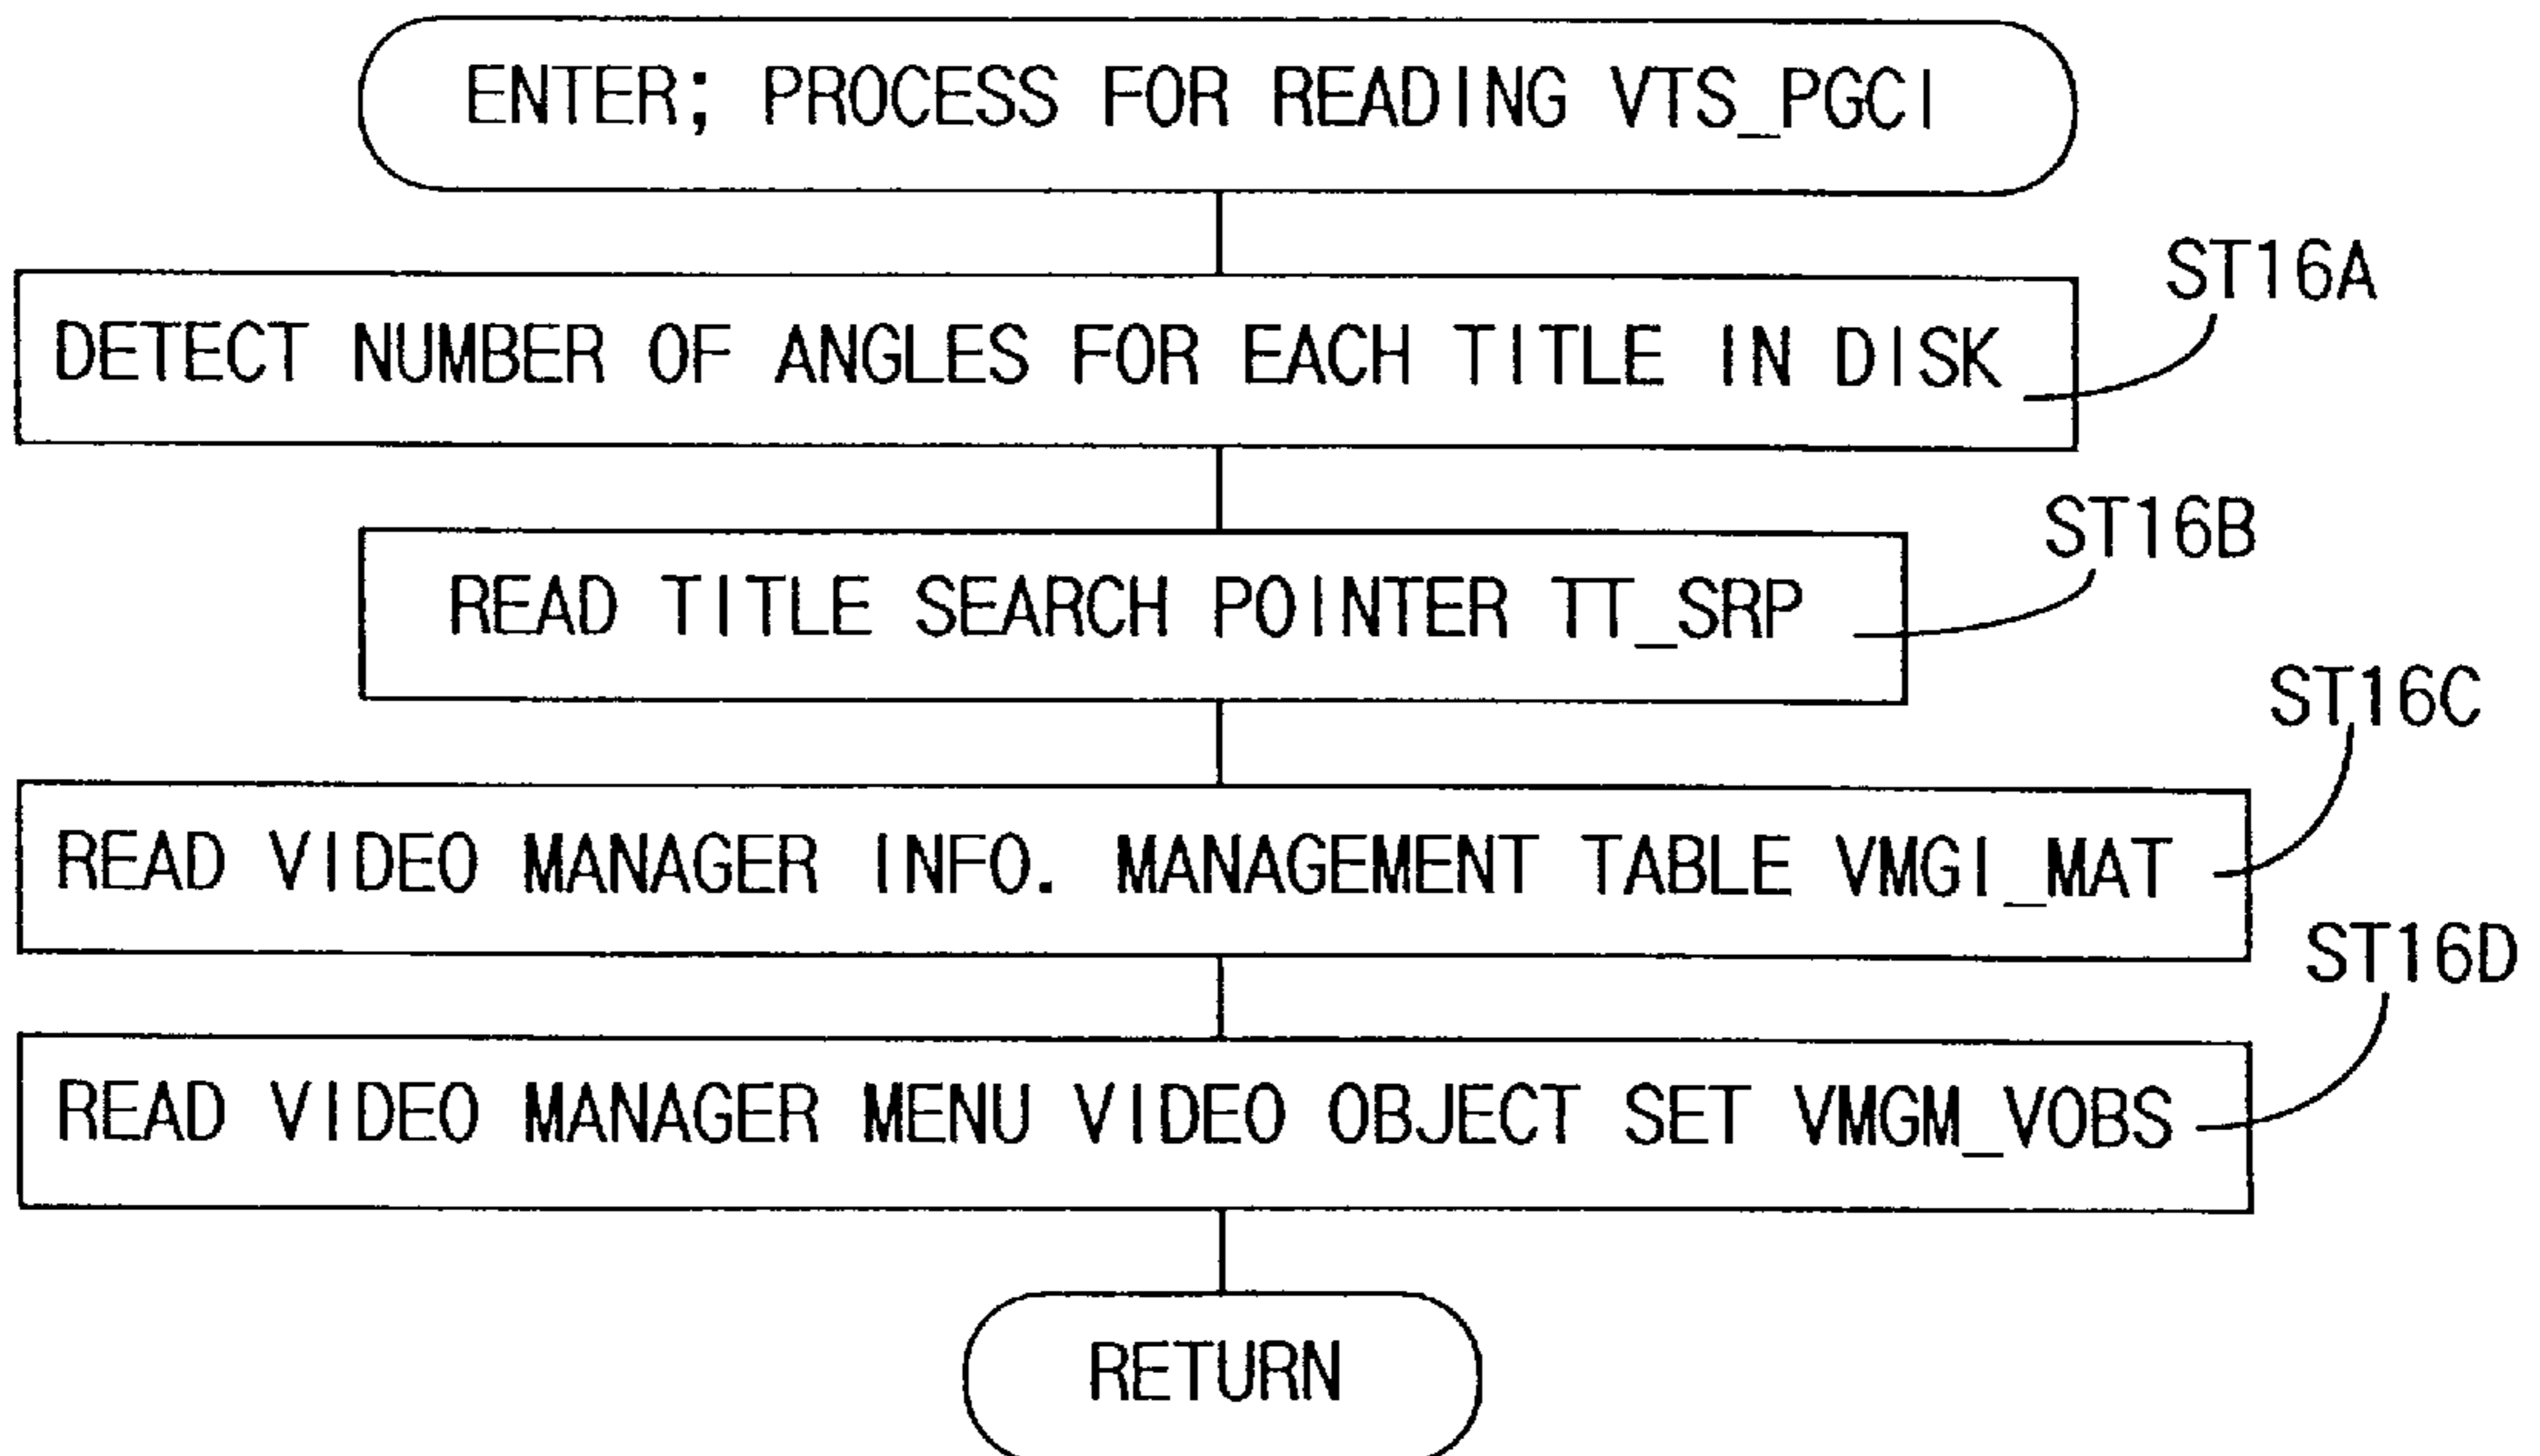 ENTER; PROCESS FOR READING VTS_PGCI
ST16A
DETECT NUMBER OF ANGLES FOR EACH TITLE IN DISK
ST16B
READ TITLE SEARCH POINTER TT_SRP
ST16C
READ VIDEO MANAGER INFO. MANAGEMENT TABLE VMGI_MAT
ST16D
READ VIDEO MANAGER MENU VIDEO OBJECT SET VMGM_VOBS
RETURN